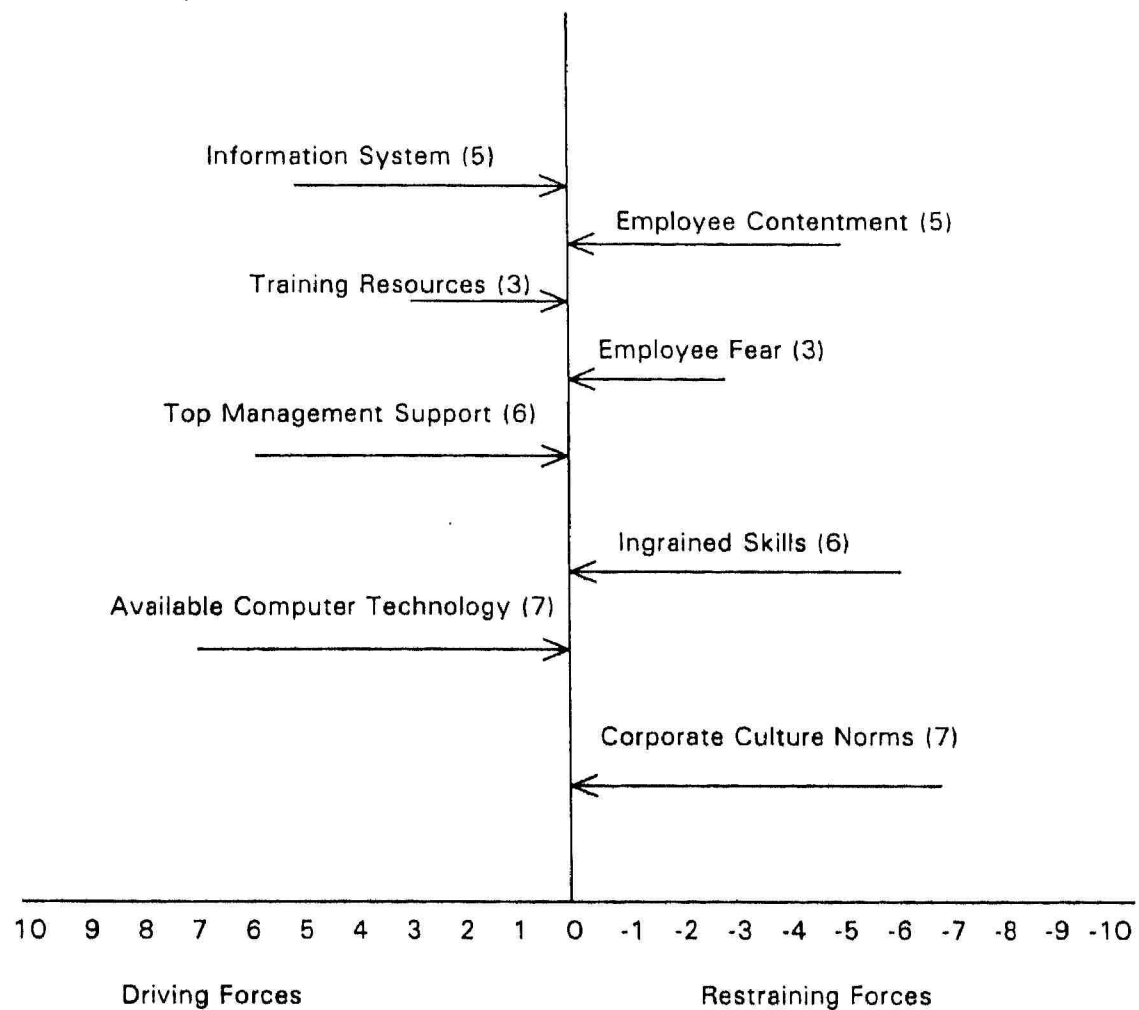 Information System (5)
Employee Contentment (5)
Training Resources (3)
Employee Fear (3)
Top Management Support (6)
Ingrained Skills (6)
Available Computer Technology (7)
Corporate Culture Norms (7)
10 9 8 7 6 5 4 3 2 1 0 -1 -2 -3 -4 -5 -6 -7 -8 -9 -10
Driving Forces Restraining Forces